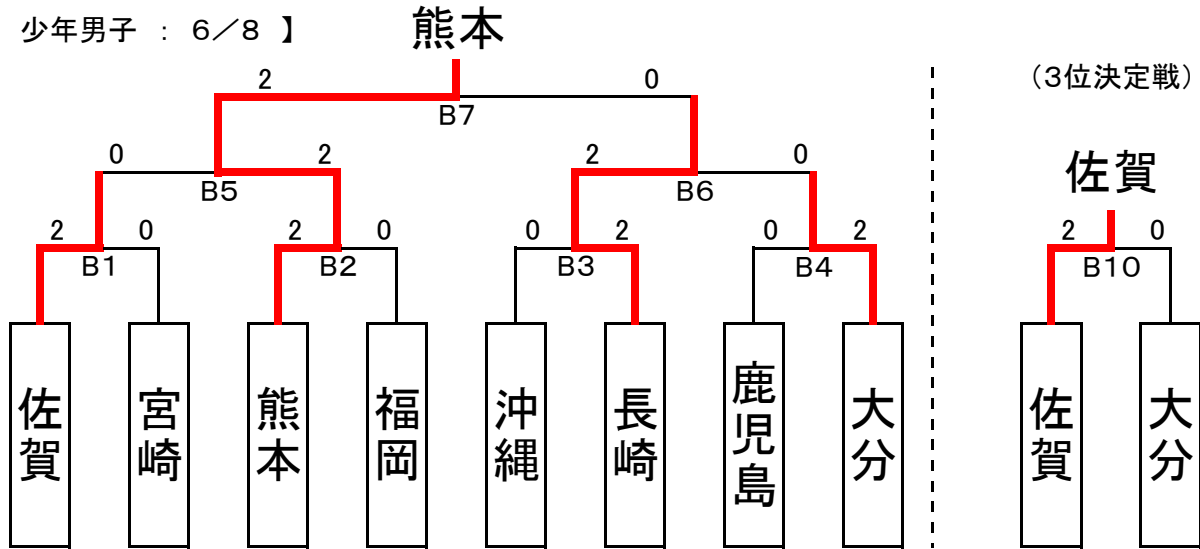 少年男子 ： 6／8 】
熊本
（3位決定戦）
2 0
B7
佐賀
0 2 2 0
B5 B6
2 0 2 0 0 2 0 2 2 0
B1 B2 B3 B4 B10
佐賀
宮崎
熊本
福岡
沖縄
長崎
鹿児島
大分
佐賀
大分